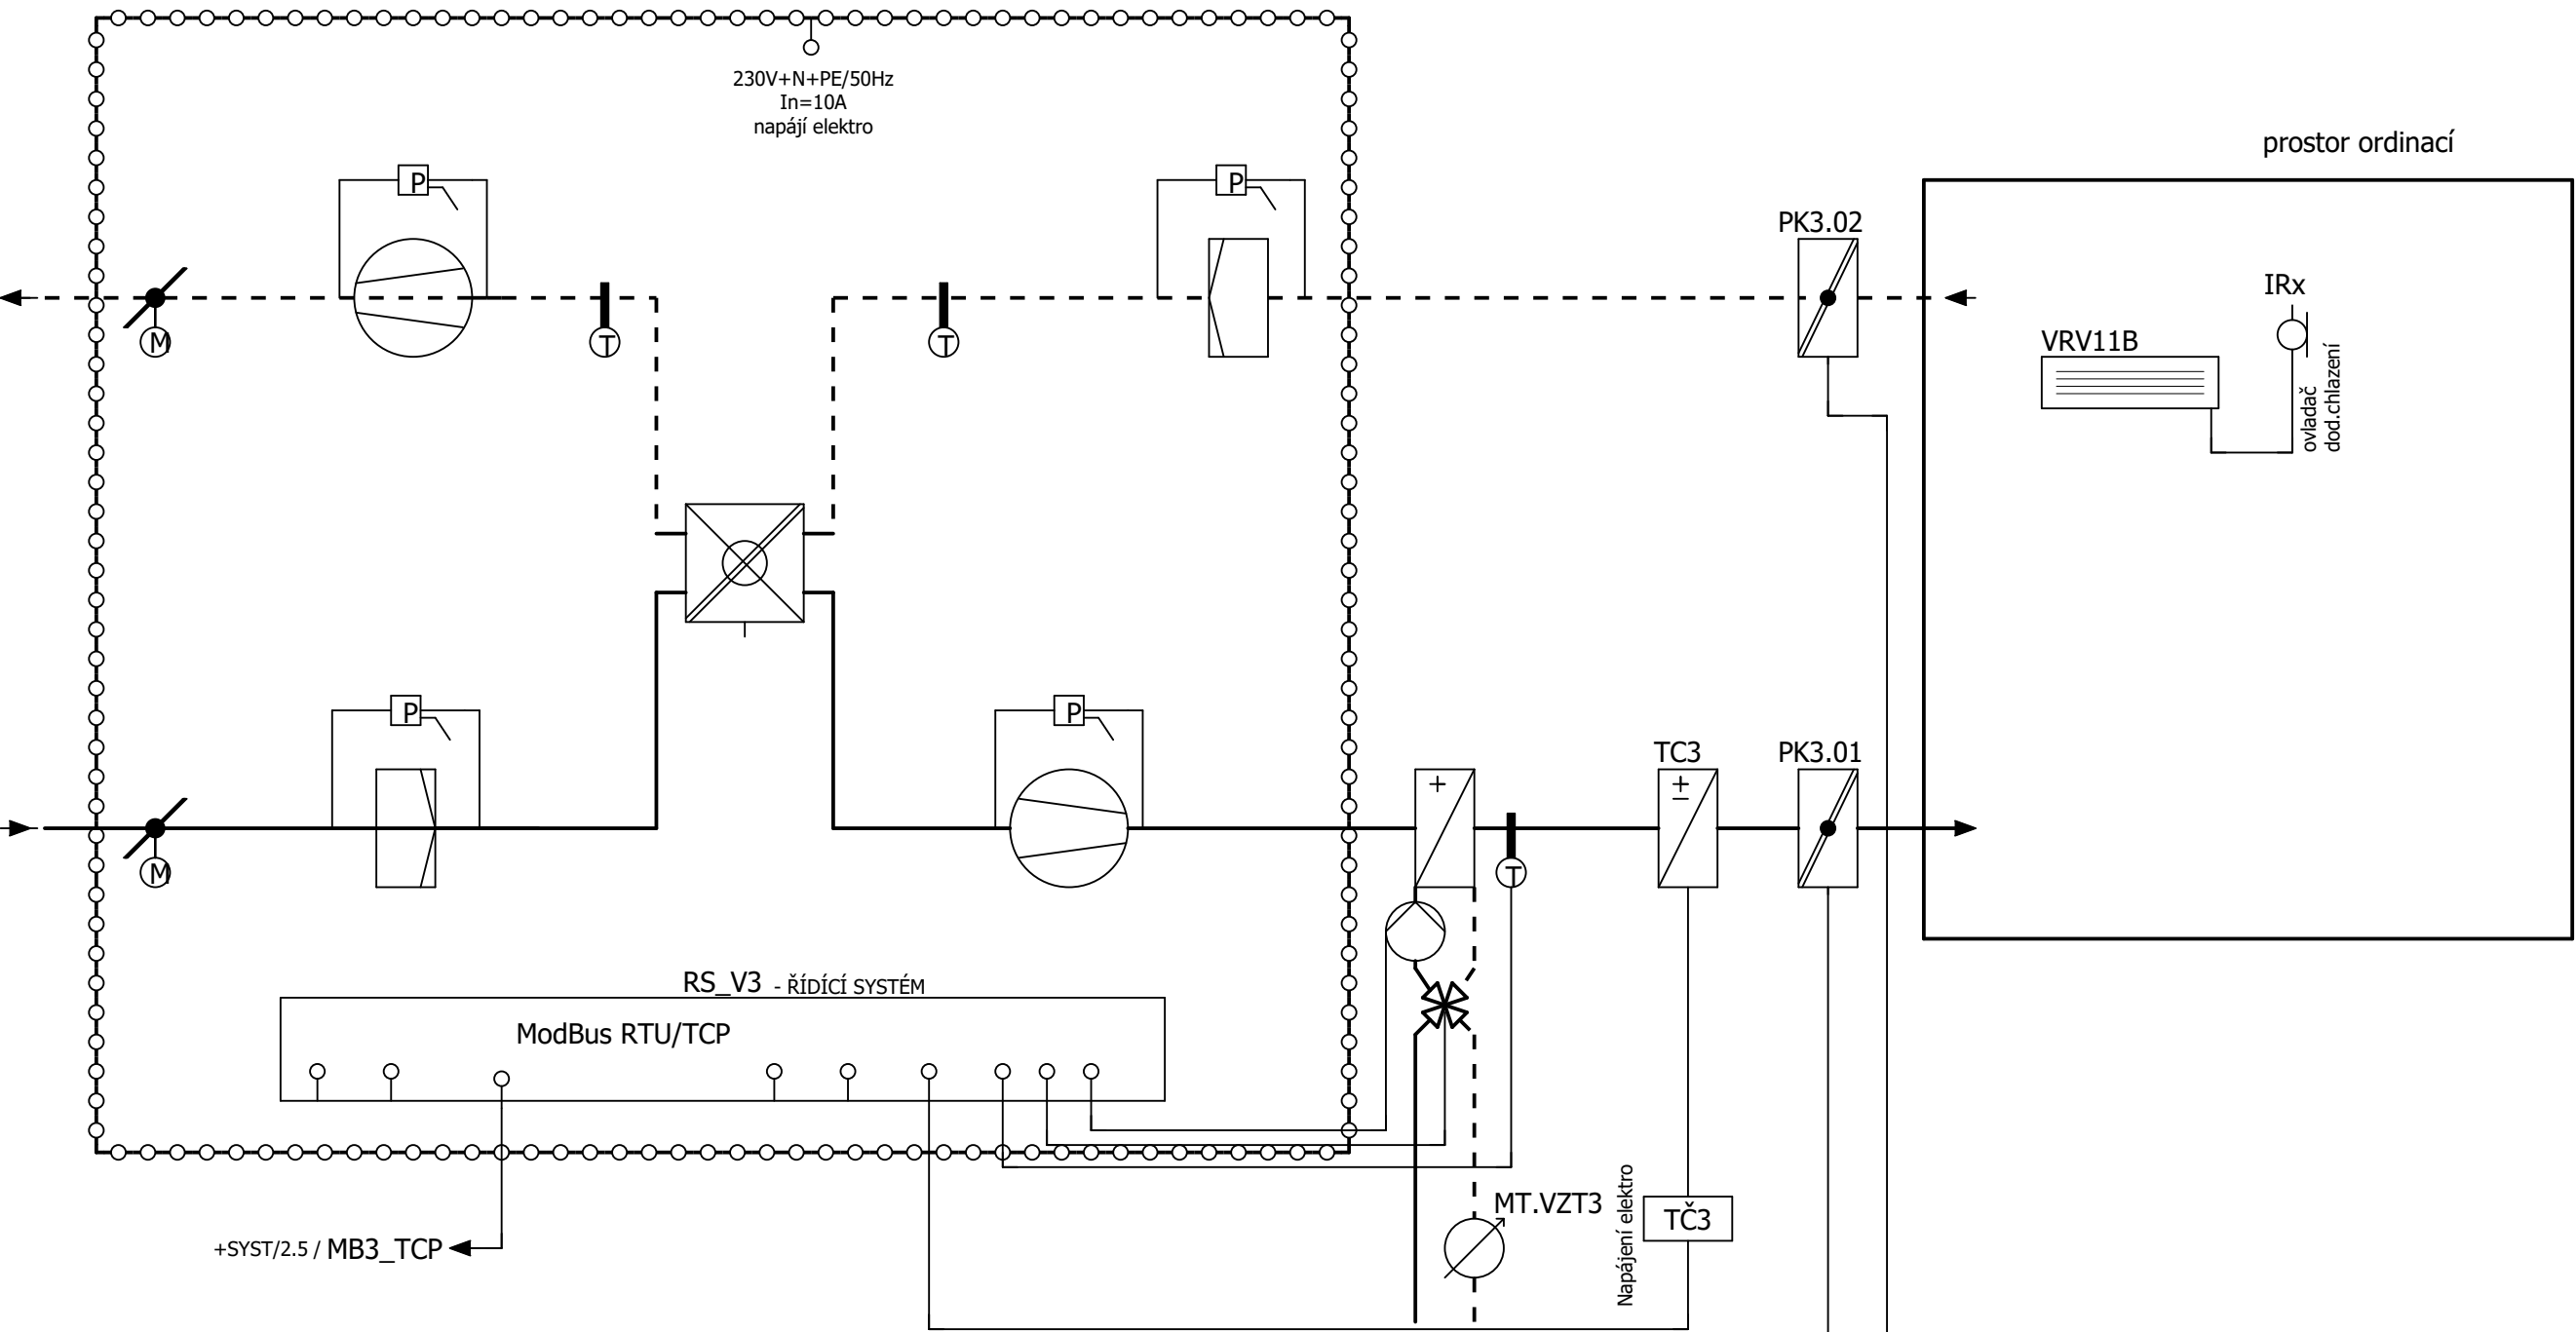 230V+N+PE/50Hz
In=10A
napájí elektro
prostor ordinací
P
P
PK3.02
IRx
VRV11B
ovladač
dod.chlazení
M
T
T
P
P
TC3
PK3.01
+
±
M
T
RS_V3 - ŘÍDÍCÍ SYSTÉM
ModBus RTU/TCP
MT.VZT3
Napájení elektro
TČ3
+SYST/2.5 / MB3_TCP